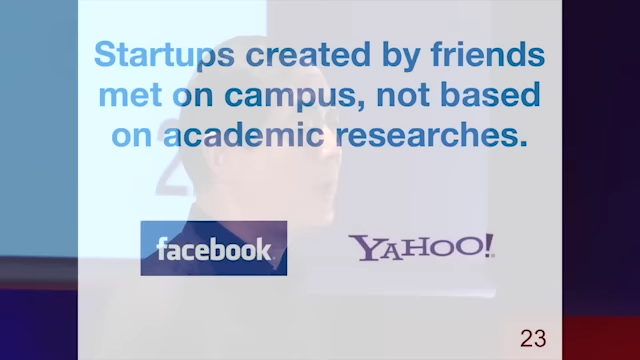 Startups created by friends
met on campus, not based
on academic researches.
facebook YAHOO!
23